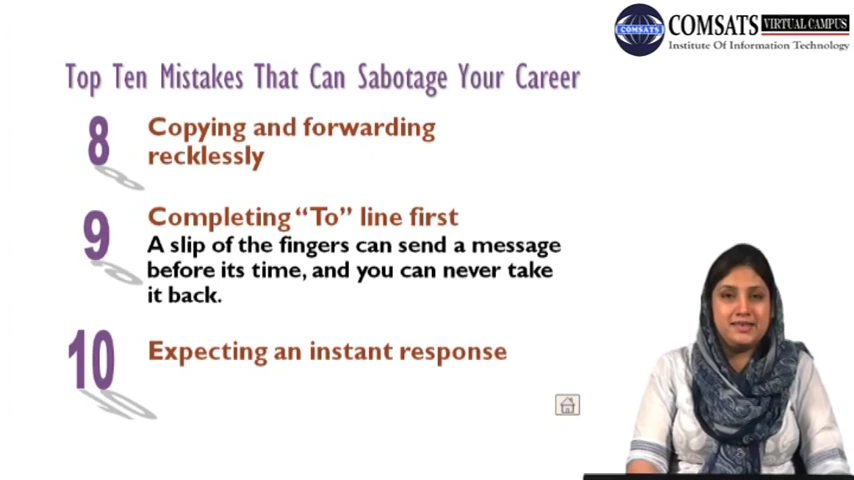 COMSATS VIRTUAL CAMPUS
COMSATS
Institute Of Information Technology
Top Ten Mistakes That Can Sabotage Your Career
8
Copying and forwarding
recklessly
9
Completing “To” line first
A slip of the fingers can send a message
before its time, and you can never take
it back.
10
Expecting an instant response